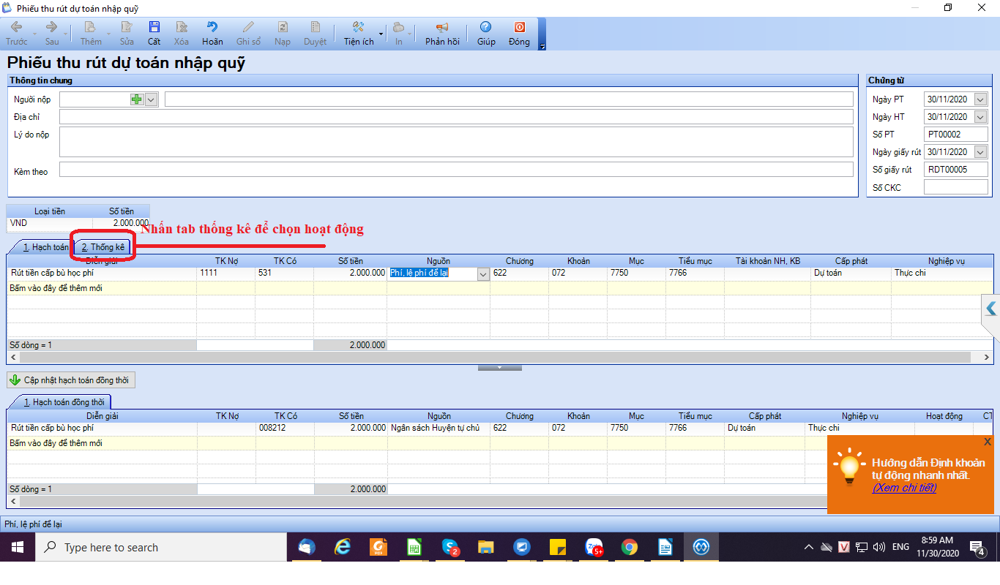 Phiếu thu rút dự toán nhập quỹ
Trước Sau Thêm Sửa Cất Xóa Hoãn Ghi sổ Nạp Duyệt Tiện ích In Phản hồi Giúp Đóng
Phiếu thu rút dự toán nhập quỹ
Thông tin chung
Người nộp
Địa chỉ
Lý do nộp
Kèm theo
Chứng từ
Ngày PT 30/11/2020
Ngày HT 30/11/2020
Số PT PT00002
Ngày giấy rút 30/11/2020
Số giấy rút RDT00005
Số CKC
Loại tiền Số tiền
VND 2.000.000
Nhấn tab thống kê để chọn hoạt động
1. Hạch toán 2. Thống kê
Diễn giải TK Nợ TK Có Số tiền Nguồn Chương Khoản Mục Tiểu mục Tài khoản NH, KB Cấp phát Nghiệp vụ
Rút tiền cấp bù học phí 1111 531 2.000.000 Phí, lệ phí để lại 622 072 7750 7766 Dự toán Thực chi
Bấm vào đây để thêm mới
Số dòng = 1 2.000.000
Cập nhật hạch toán đồng thời
1. Hạch toán đồng thời
Diễn giải TK Nợ TK Có Số tiền Nguồn Chương Khoản Mục Tiểu mục Cấp phát Nghiệp vụ Hoạt động CT
Rút tiền cấp bù học phí 008212 2.000.000 Ngân sách Huyện tự chủ 622 072 7750 7766 Dự toán Thực chi
Bấm vào đây để thêm mới
Số dòng = 1 2.000.000
X
Hướng dẫn Định khoản
tự động nhanh nhất.
(Xem chi tiết)
Phí, lệ phí để lại
Type here to search
PDF
2
Zalo
5+
V
ENG
8:59 AM
11/30/2020
4